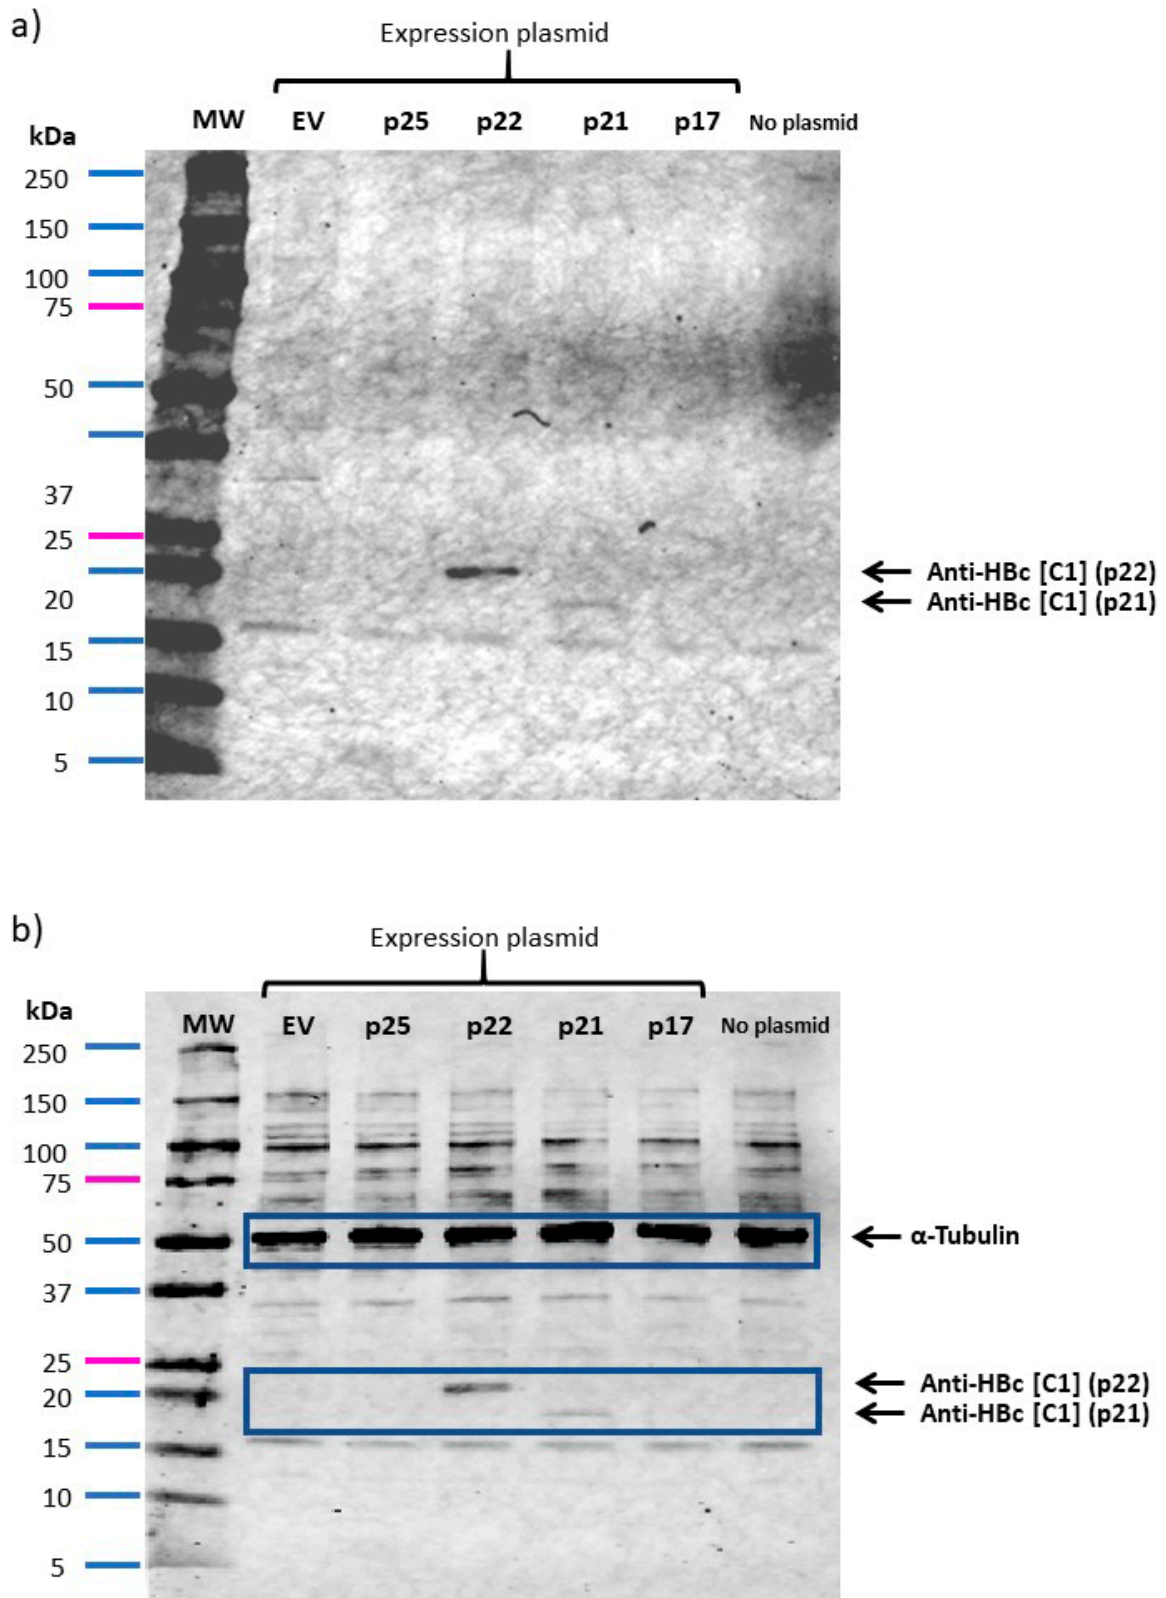 a)
Expression plasmid
kDa
MW EV p25 p22 p21 p17 No plasmid
250
150
100
75
50
37
25
20
15
10
5
Anti-HBc [C1] (p22)
Anti-HBc [C1] (p21)
b)
Expression plasmid
kDa
MW EV p25 p22 p21 p17 No plasmid
250
150
100
75
50
37
25
20
15
10
5
α-Tubulin
Anti-HBc [C1] (p22)
Anti-HBc [C1] (p21)